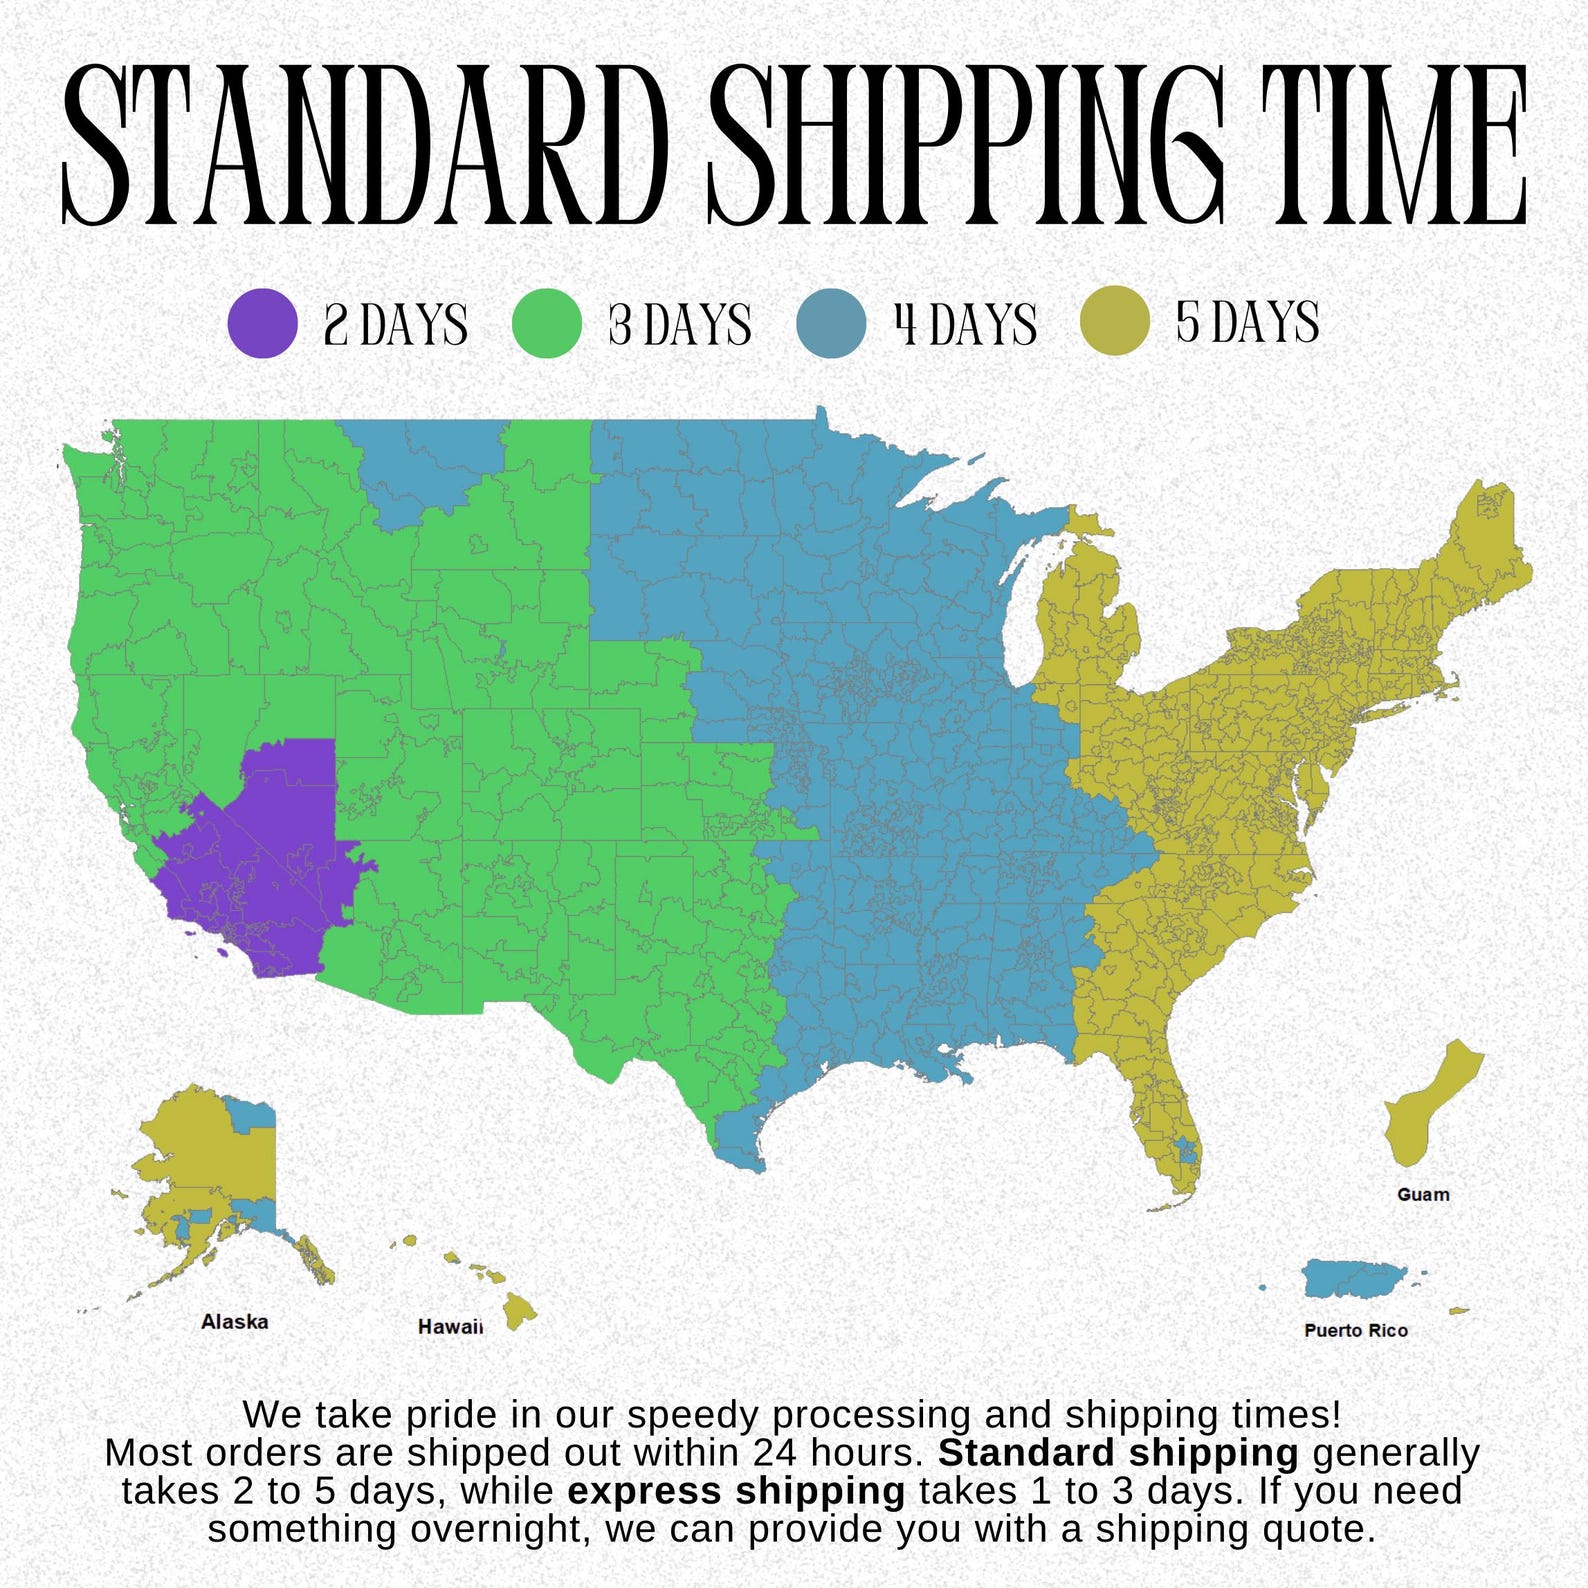 STANDARD SHIPPING TIME
2 DAYS 3 DAYS 4 DAYS 5 DAYS
Guam
Alaska
Hawaii
Puerto Rico
We take pride in our speedy processing and shipping times!
Most orders are shipped out within 24 hours. Standard shipping generally
takes 2 to 5 days, while express shipping takes 1 to 3 days. If you need
something overnight, we can provide you with a shipping quote.